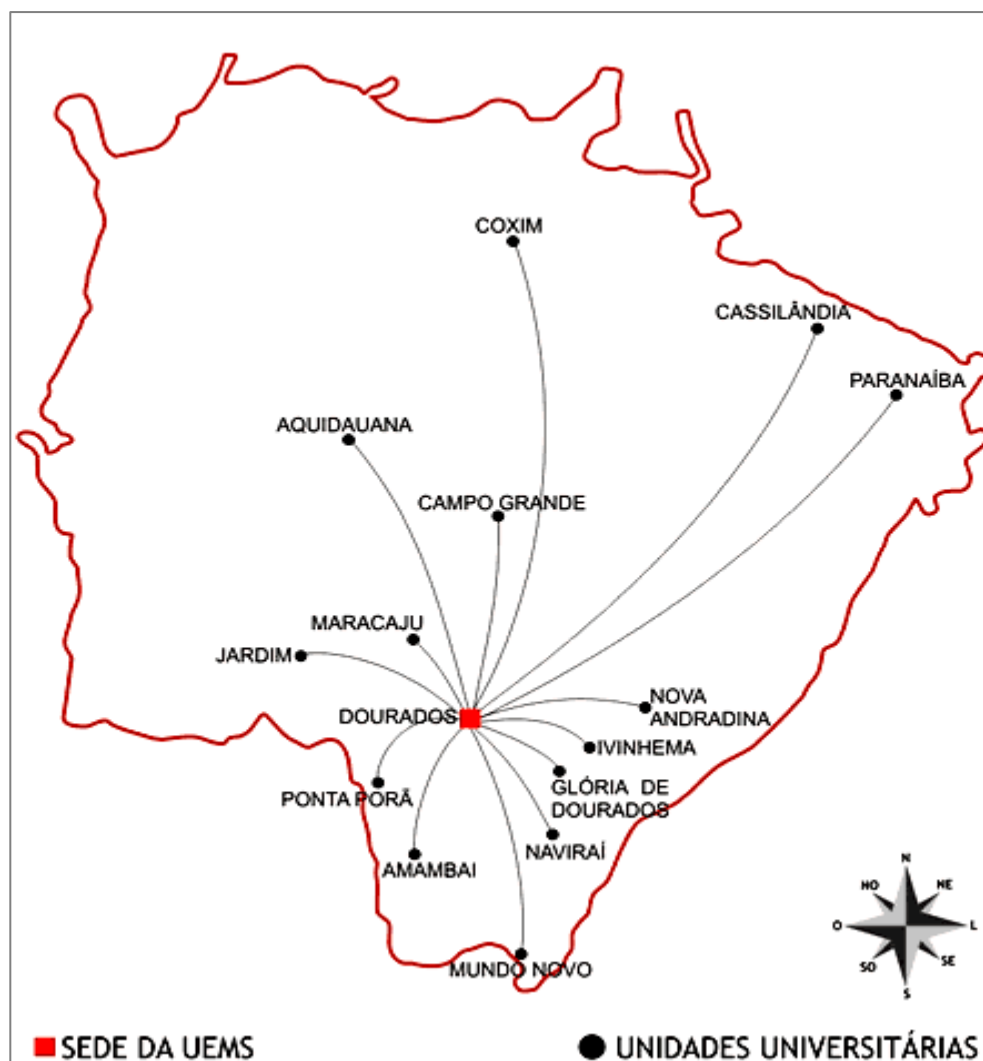 COXIM
CASSILÂNDIA
PARANAÍBA
AQUIDAUANA
CAMPO GRANDE
MARACAJU
JARDIM
DOURADOS
NOVA
ANDRADINA
IVINHEMA
GLÓRIA DE
DOURADOS
PONTA PORÃ
NAVIRAÍ
AMAMBAI
MUNDO NOVO
N
NO
NE
O
L
SO
SE
S
SEDE DA UEMS
UNIDADES UNIVERSITÁRIAS